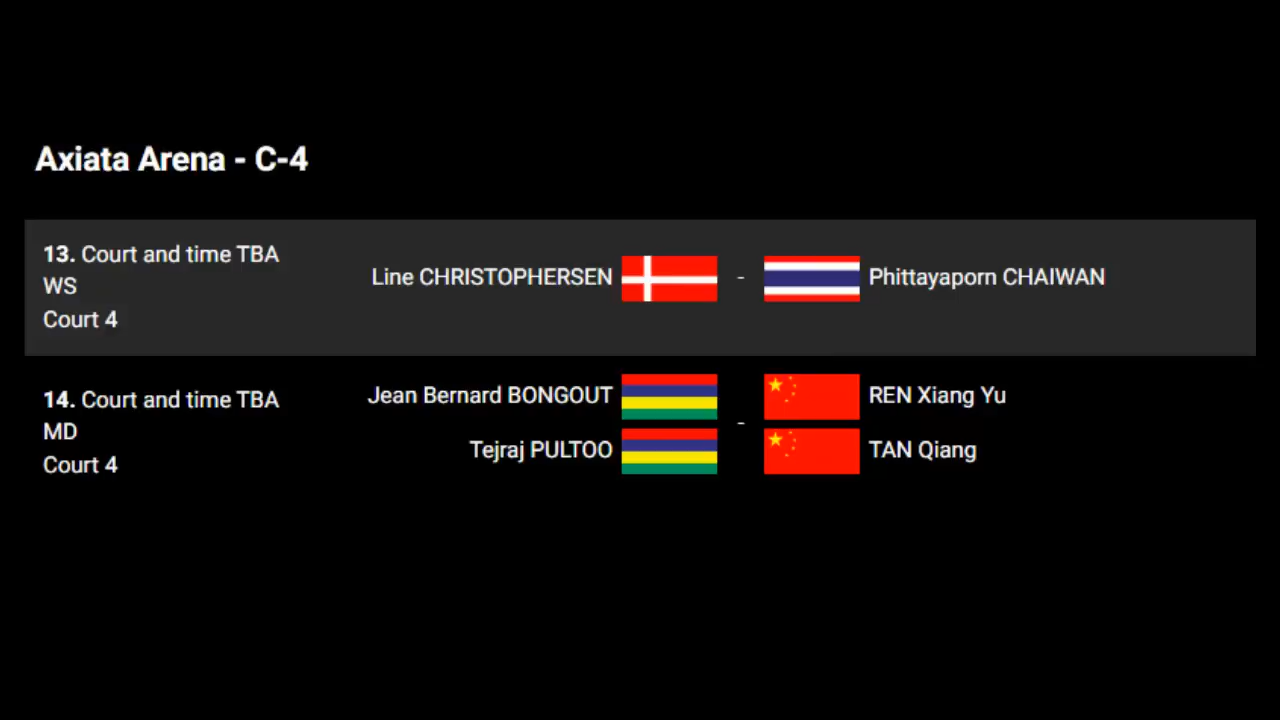 Axiata Arena - C-4
13. Court and time TBA
WS
Court 4
Line CHRISTOPHERSEN - Phittayaporn CHAIWAN
14. Court and time TBA
MD
Court 4
Jean Bernard BONGOUT - REN Xiang Yu
Tejraj PULTOO TAN Qiang